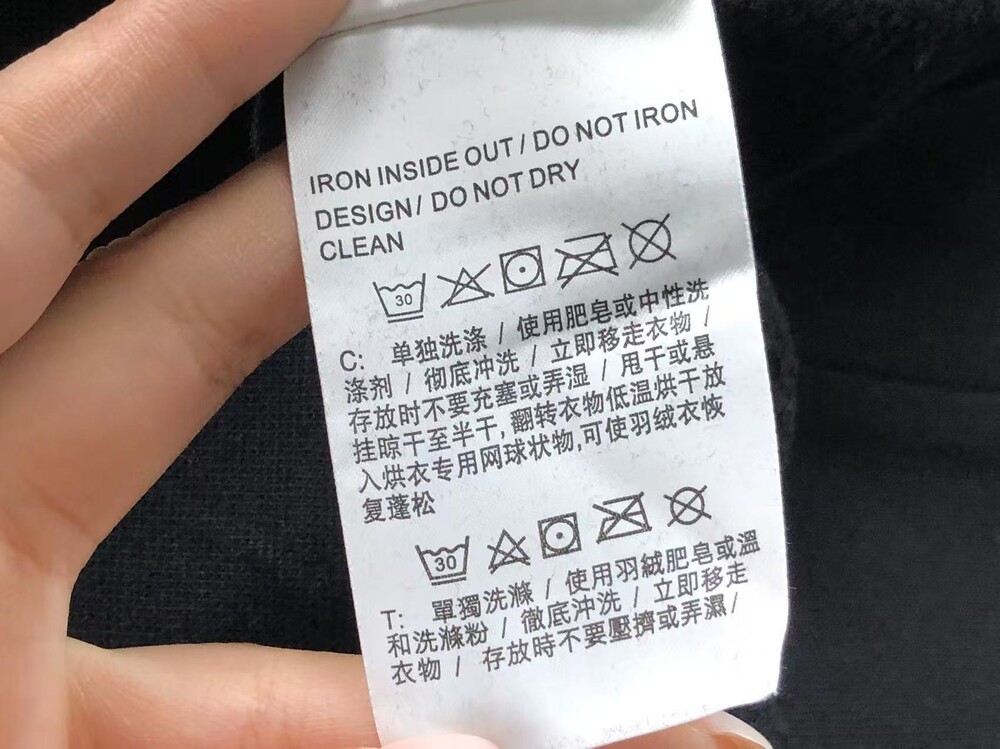 IRON INSIDE OUT / DO NOT IRON
DESIGN / DO NOT DRY
CLEAN
30
C: 单独洗涤 / 使用肥皂或中性洗
涤剂 / 彻底冲洗 / 立即移走衣物 /
存放时不要充塞或弄湿 / 甩干或悬
挂晾干至半干,翻转衣物低温烘干放
入烘衣专用网球状物,可使羽绒衣恢
复蓬松
30
T: 單獨洗滌 / 使用羽絨肥皂或溫
和洗滌粉 / 徹底沖洗 / 立即移走
衣物 / 存放時不要壓擠或弄濕/